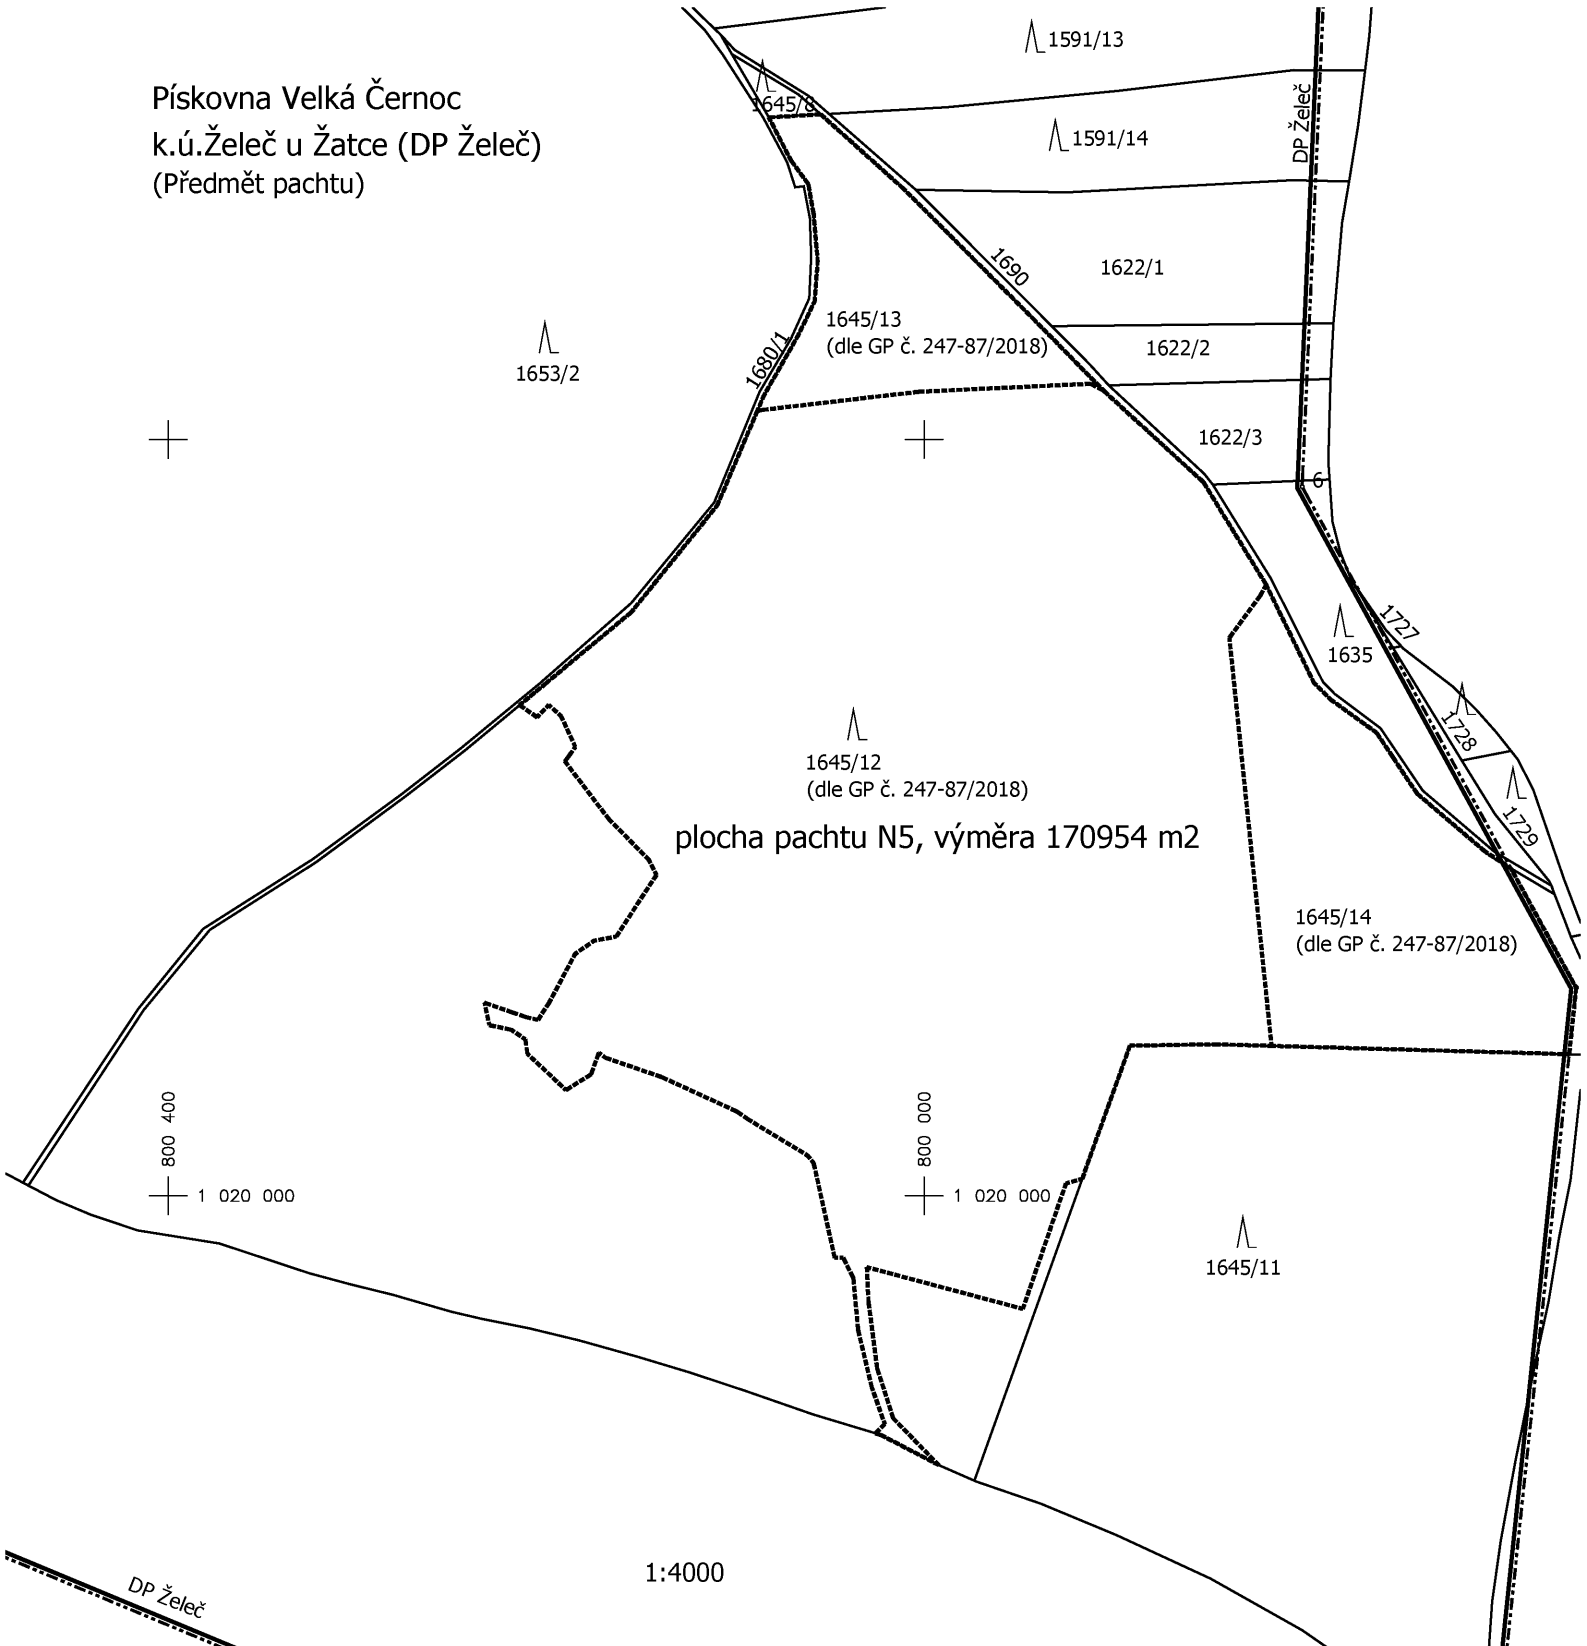 Pískovna Velká Černoc
k.ú.Želeč u Žatce (DP Želeč)
(Předmět pachtu)
1591/13
1645/8
DP Želeč
1591/14
1690
1622/1
1645/13
(dle GP č. 247-87/2018)
1622/2
1680/1
1653/2
1622/3
6
1727
1635
1728
1645/12
(dle GP č. 247-87/2018)
plocha pachtu N5, výměra 170954 m2
1729
1645/14
(dle GP č. 247-87/2018)
800 400
1 020 000
800 000
1 020 000
1645/11
1:4000
DP Želeč